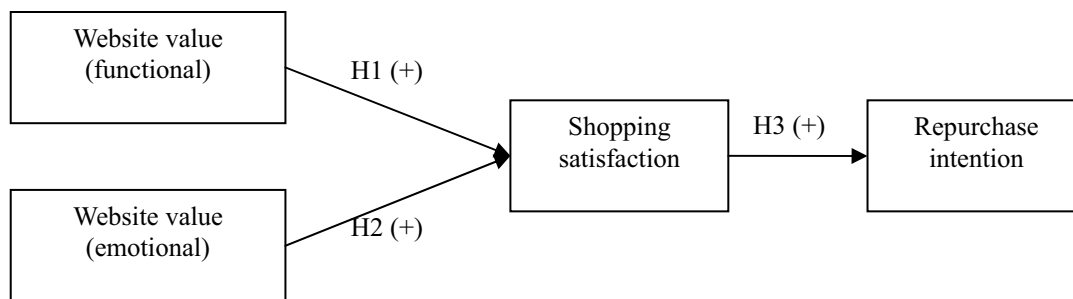 Website value
(functional)
H1 (+)
Shopping
satisfaction
H3 (+)
Repurchase
intention
Website value
(emotional)
H2 (+)